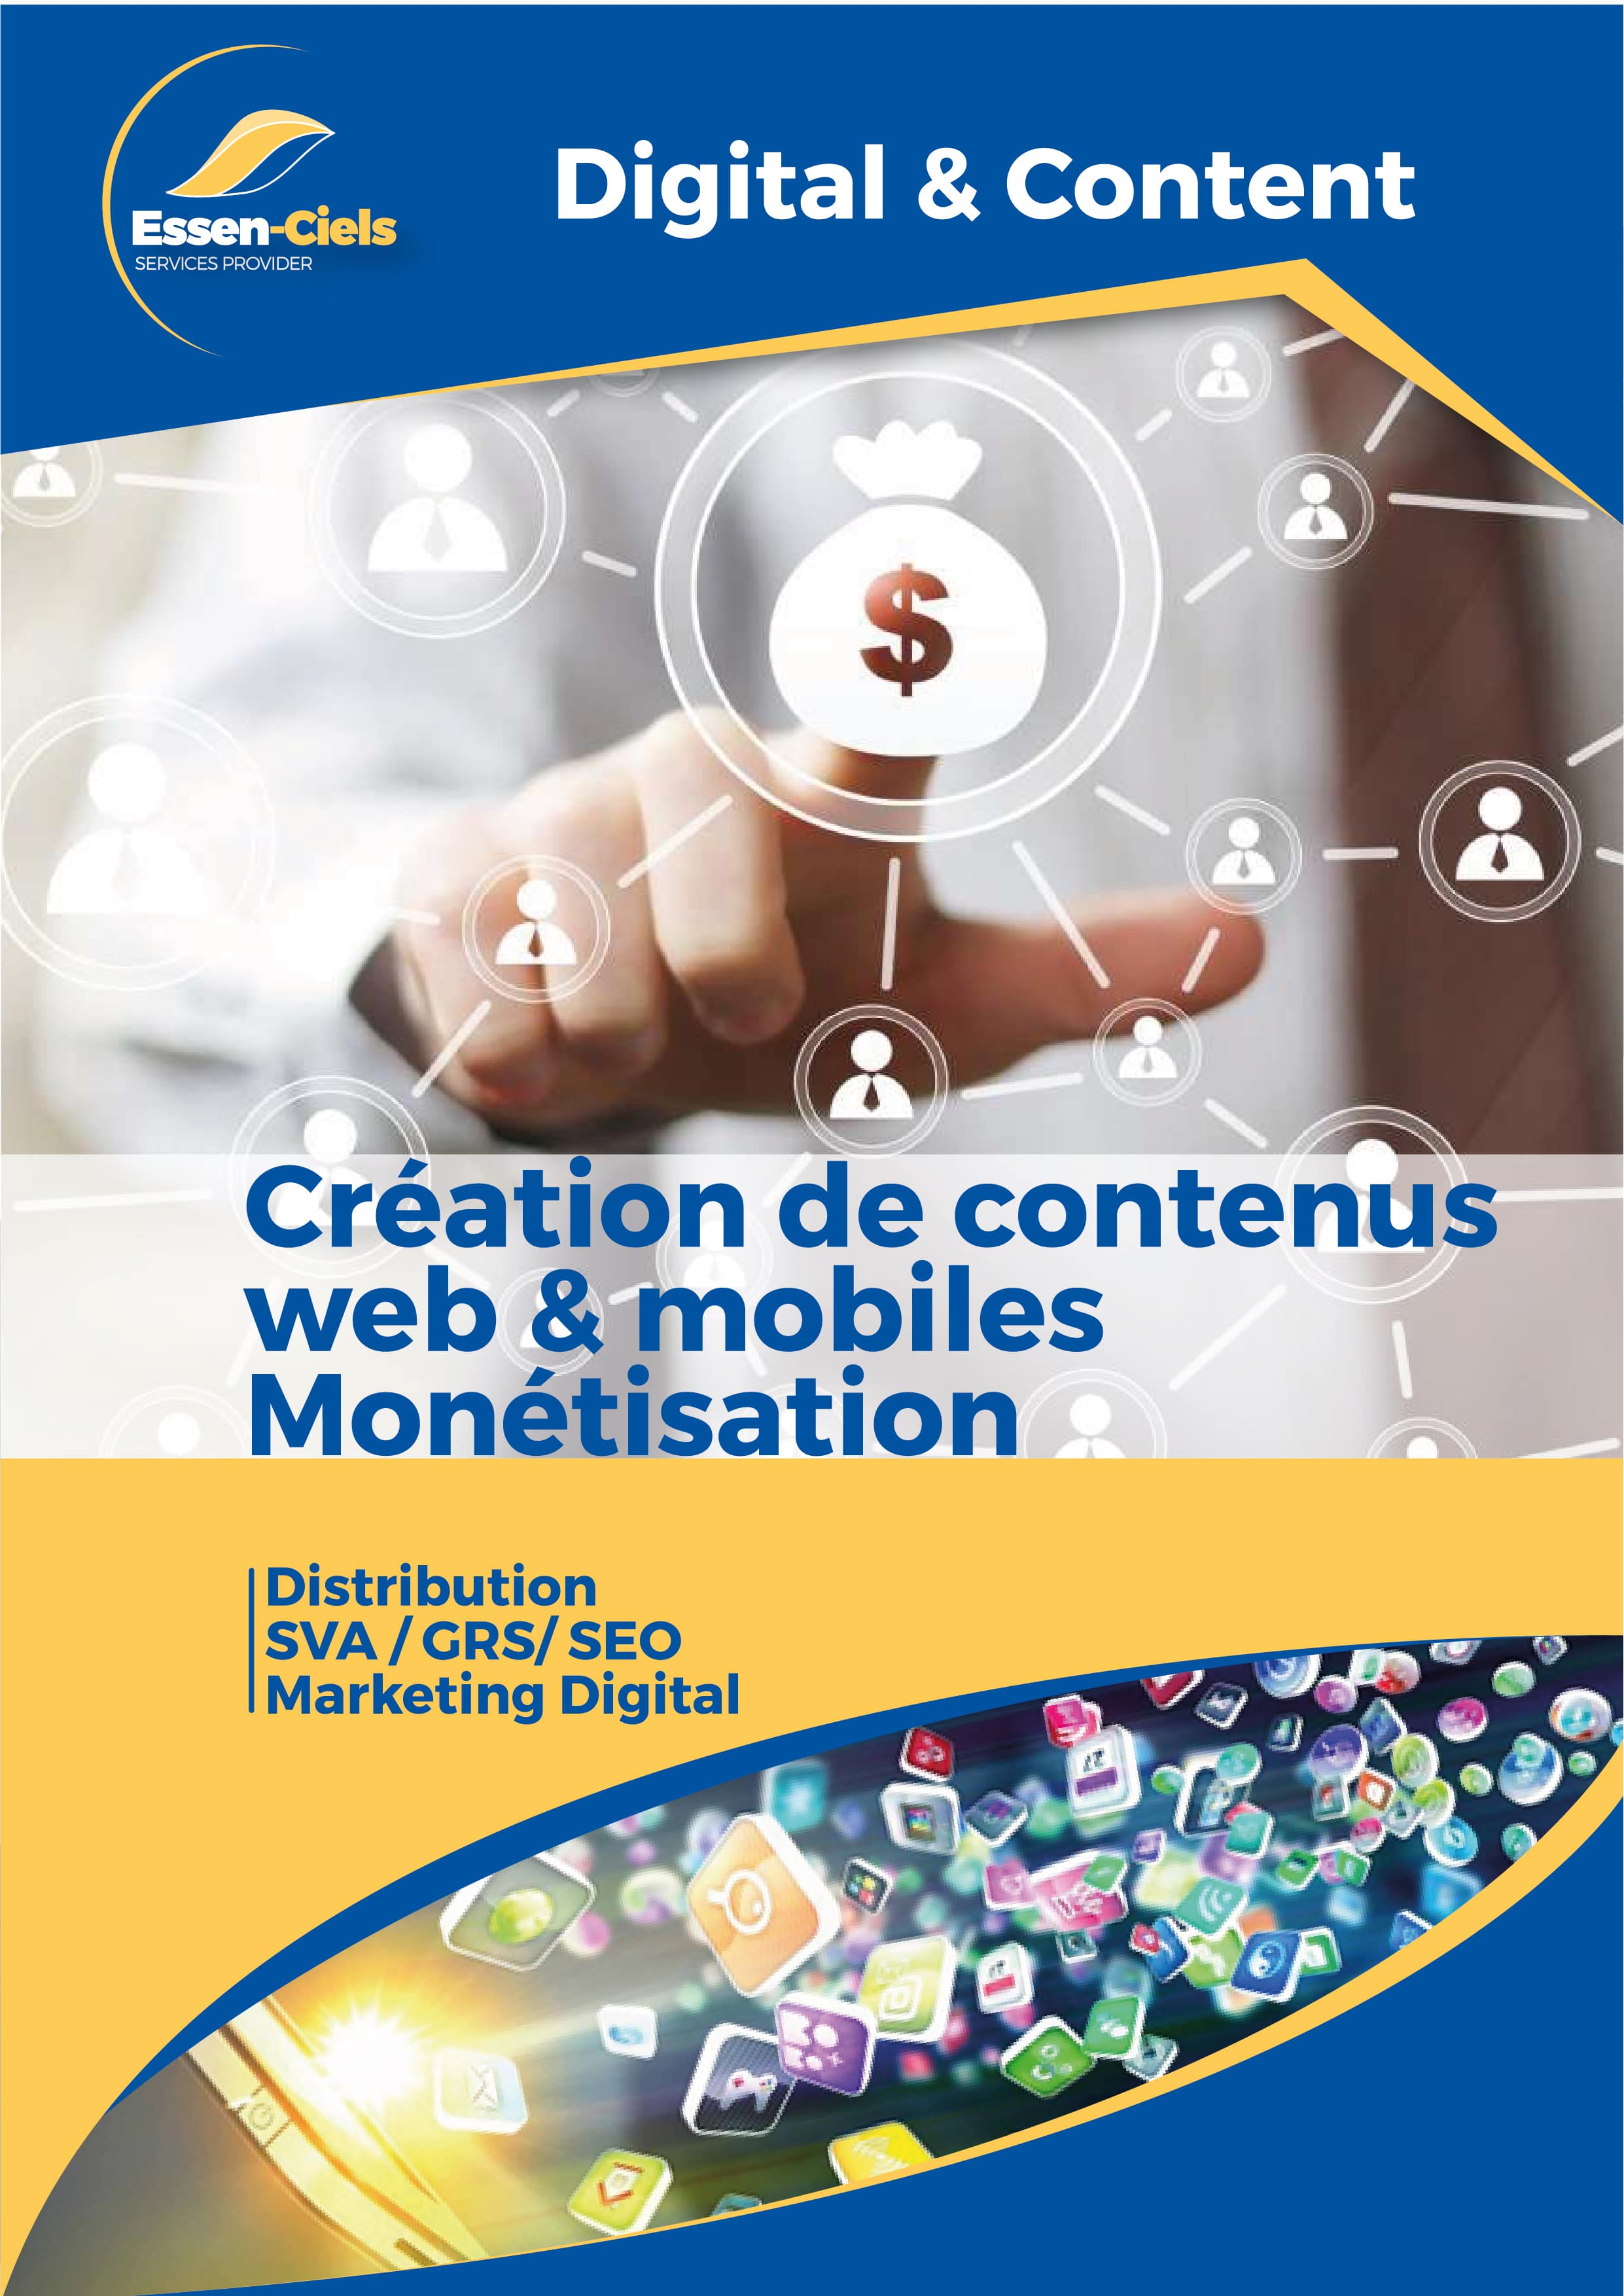 Digital & Content
Essen-Ciels
SERVICES PROVIDER
Création de contenus
web & mobiles
Monétisation
Distribution
SVA / GRS/ SEO
Marketing Digital